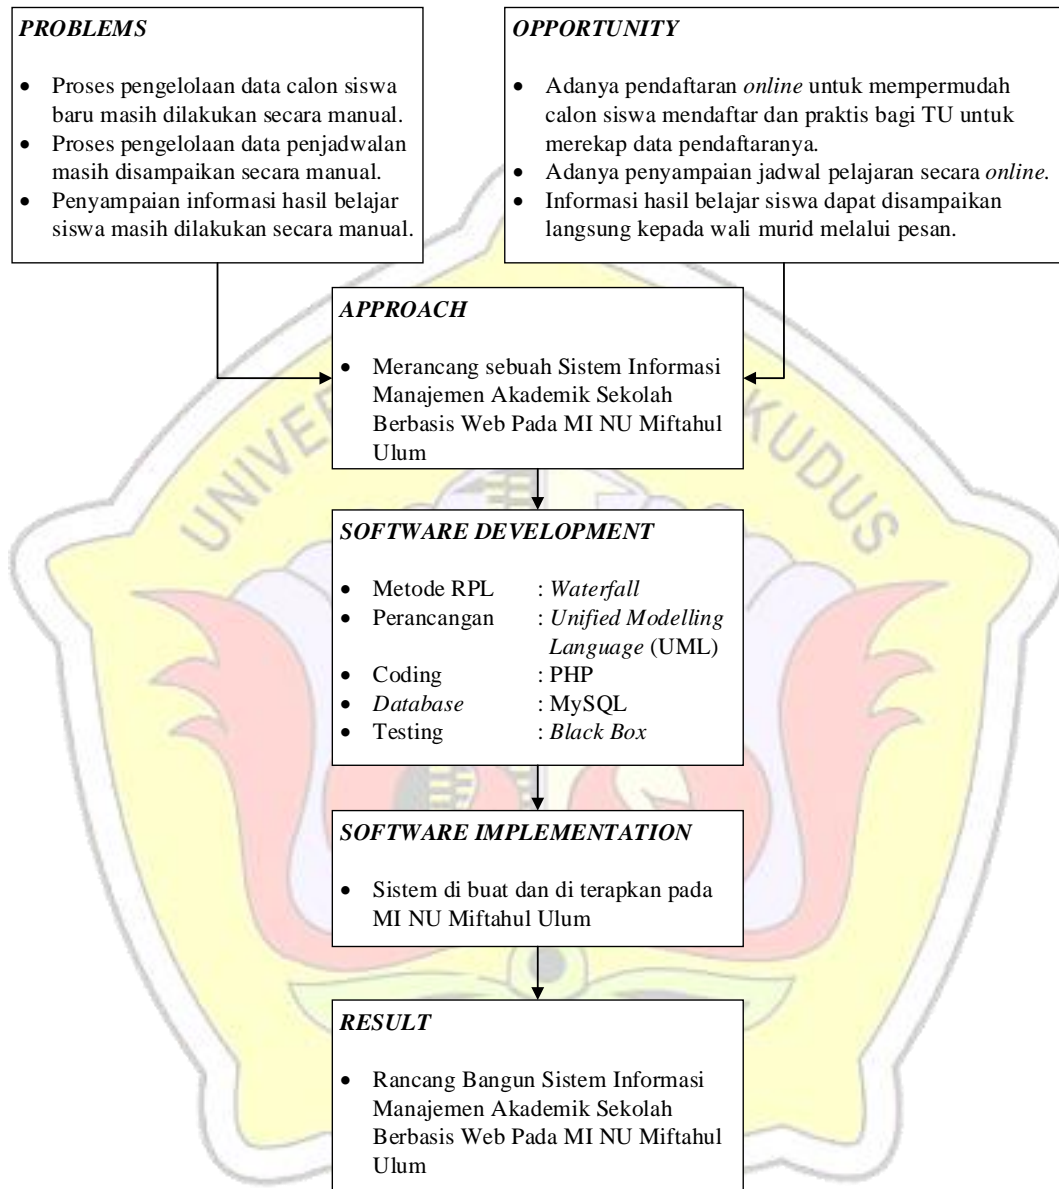 PROBLEMS
• Proses pengelolaan data calon siswa
baru masih dilakukan secara manual.
• Proses pengelolaan data penjadwalan
masih disampaikan secara manual.
• Penyampaian informasi hasil belajar
siswa masih dilakukan secara manual.
OPPORTUNITY
• Adanya pendaftaran online untuk mempermudah
calon siswa mendaftar dan praktis bagi TU untuk
merekap data pendaftaranya.
• Adanya penyampaian jadwal pelajaran secara online.
• Informasi hasil belajar siswa dapat disampaikan
langsung kepada wali murid melalui pesan.
APPROACH
• Merancang sebuah Sistem Informasi
Manajemen Akademik Sekolah
Berbasis Web Pada MI NU Miftahul
Ulum
SOFTWARE DEVELOPMENT
• Metode RPL : Waterfall
• Perancangan : Unified Modelling
Language (UML)
• Coding : PHP
• Database : MySQL
• Testing : Black Box
SOFTWARE IMPLEMENTATION
• Sistem di buat dan di terapkan pada
MI NU Miftahul Ulum
RESULT
• Rancang Bangun Sistem Informasi
Manajemen Akademik Sekolah
Berbasis Web Pada MI NU Miftahul
Ulum
KUDUS